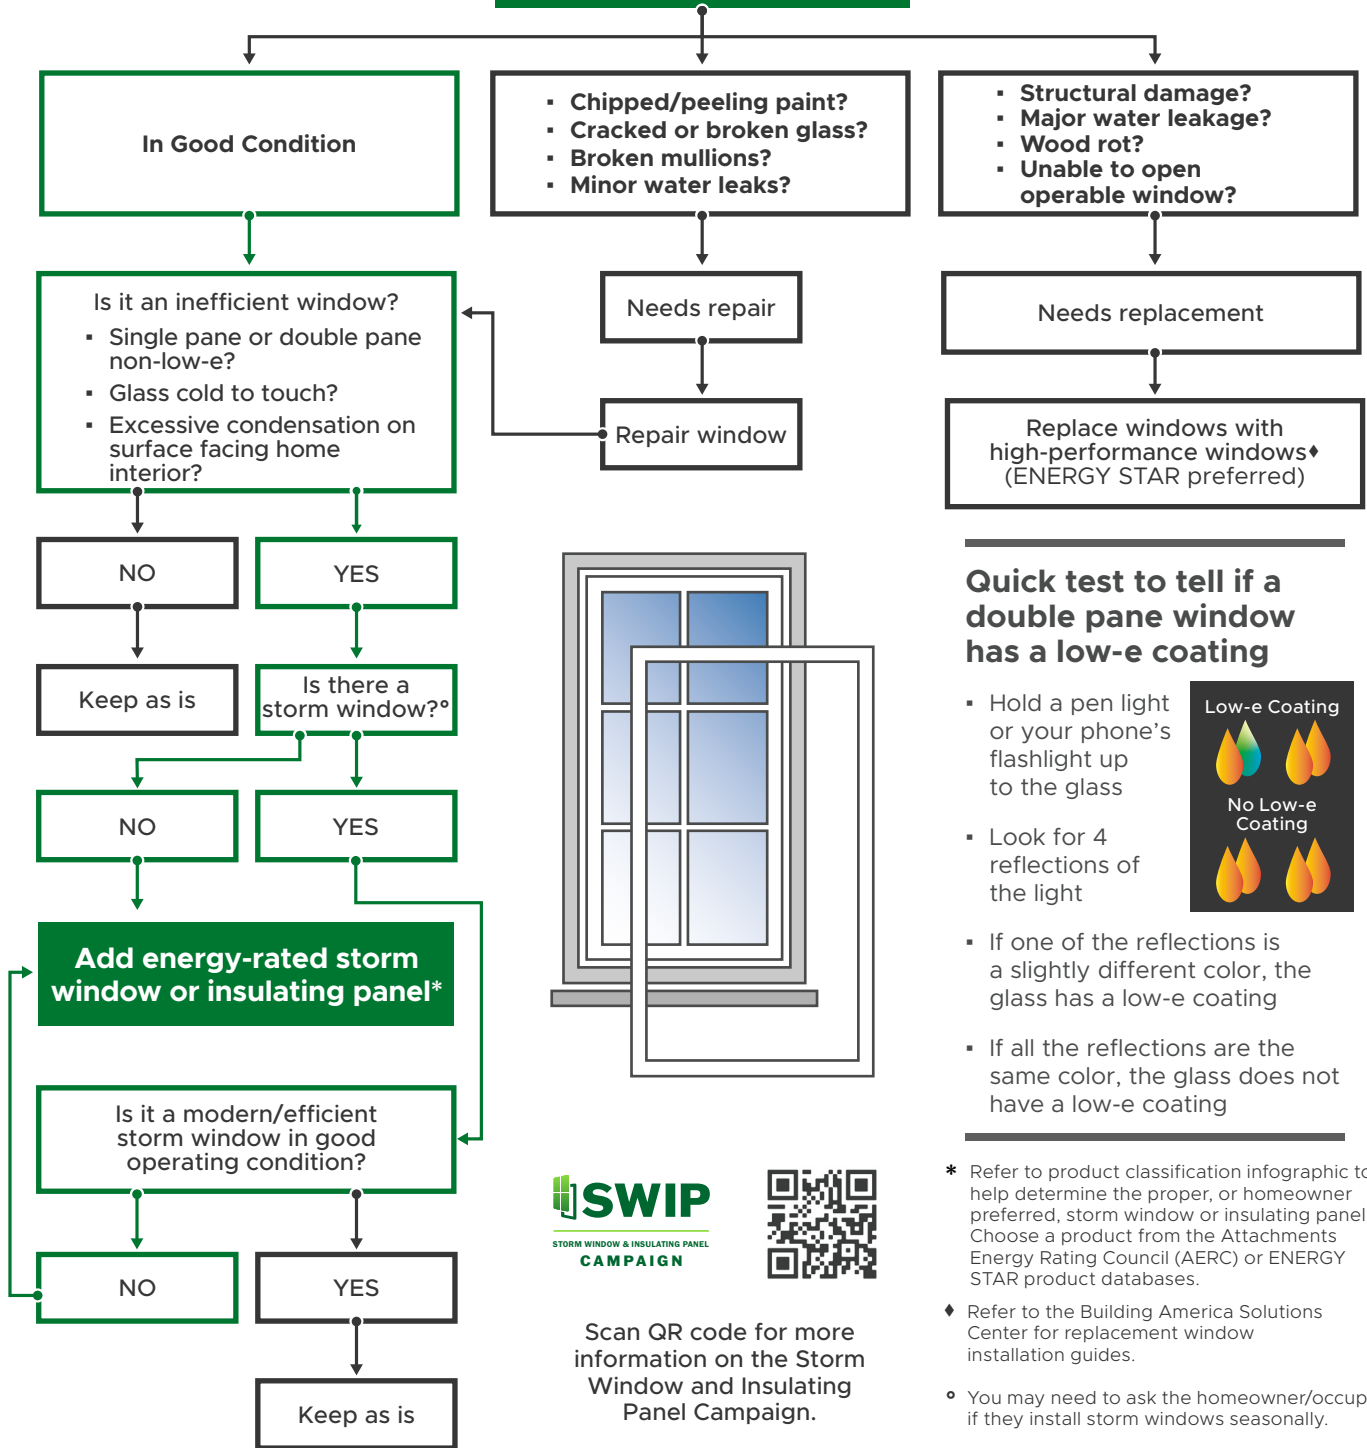 In Good Condition
▪ Chipped/peeling paint?
▪ Cracked or broken glass?
▪ Broken mullions?
▪ Minor water leaks?
▪ Structural damage?
▪ Major water leakage?
▪ Wood rot?
▪ Unable to open
operable window?
Is it an inefficient window?
▪ Single pane or double pane
non-low-e?
▪ Glass cold to touch?
▪ Excessive condensation on
surface facing home
interior?
Needs repair
Repair window
Needs replacement
Replace windows with
high-performance windows♦
(ENERGY STAR preferred)
NO
YES
Keep as is
Is there a
storm window?°
NO
YES
Add energy-rated storm
window or insulating panel*
Is it a modern/efficient
storm window in good
operating condition?
NO
YES
Keep as is
SWIP
STORM WINDOW & INSULATING PANEL
CAMPAIGN
Scan QR code for more
information on the Storm
Window and Insulating
Panel Campaign.
Quick test to tell if a
double pane window
has a low-e coating
▪ Hold a pen light
or your phone's
flashlight up
to the glass
▪ Look for 4
reflections of
the light
Low-e Coating
No Low-e
Coating
▪ If one of the reflections is
a slightly different color, the
glass has a low-e coating
▪ If all the reflections are the
same color, the glass does not
have a low-e coating
* Refer to product classification infographic to
help determine the proper, or homeowner
preferred, storm window or insulating panel
Choose a product from the Attachments
Energy Rating Council (AERC) or ENERGY
STAR product databases.
♦ Refer to the Building America Solutions
Center for replacement window
installation guides.
° You may need to ask the homeowner/occup
if they install storm windows seasonally.